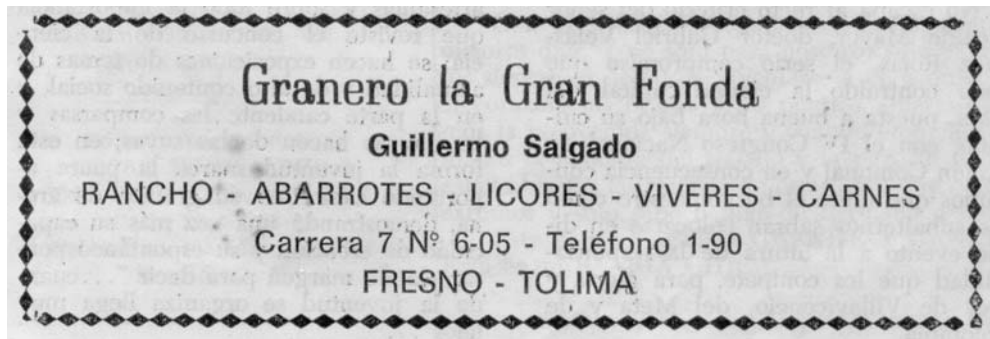 Granero la Gran Fonda
Guillermo Salgado
RANCHO - ABARROTES - LICORES - VIVERES - CARNES
Carrera 7 Nº 6-05 - Teléfono 1-90
FRESNO - TOLIMA